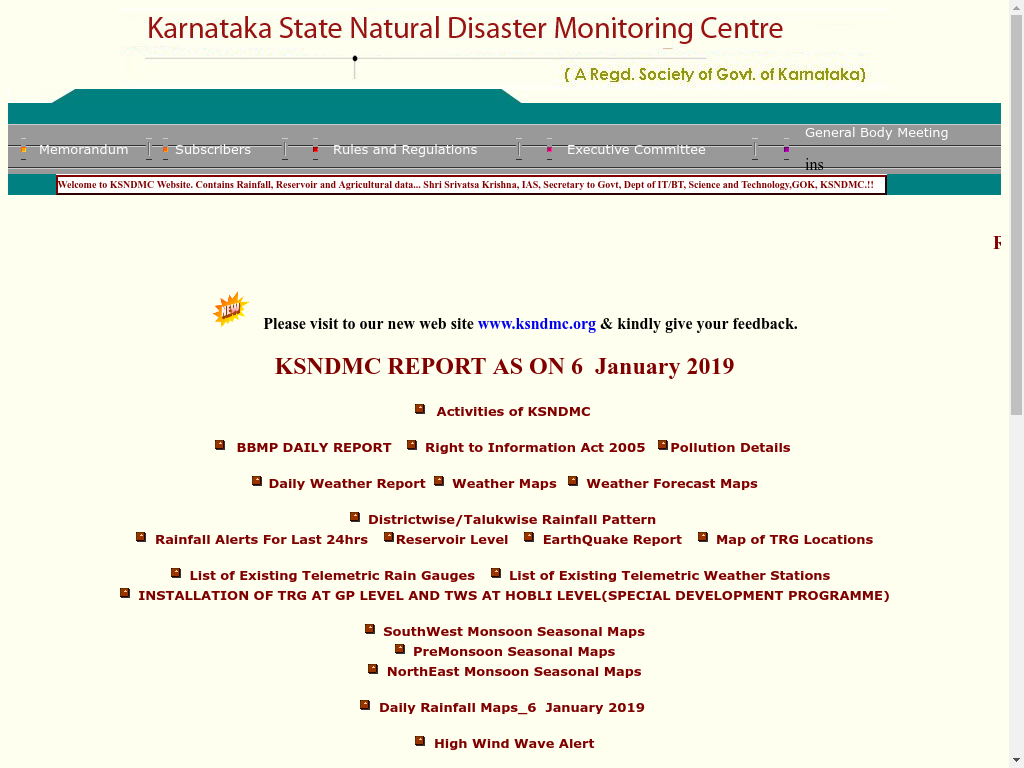 Karnataka State Natural Disaster Monitoring Centre
( A Regd. Society of Govt. of Karnataka)
Memorandum Subscribers Rules and Regulations Executive Committee General Body Meeting
ins
Welcome to KSNDMC Website. Contains Rainfall, Reservoir and Agricultural data... Shri Srivatsa Krishna, IAS, Secretary to Govt, Dept of IT/BT, Science and Technology,GOK, KSNDMC.!!
R
NEW!
Please visit to our new web site www.ksndmc.org & kindly give your feedback.
KSNDMC REPORT AS ON 6 January 2019
Activities of KSNDMC
BBMP DAILY REPORT Right to Information Act 2005 Pollution Details
Daily Weather Report Weather Maps Weather Forecast Maps
Districtwise/Talukwise Rainfall Pattern
Rainfall Alerts For Last 24hrs Reservoir Level EarthQuake Report Map of TRG Locations
List of Existing Telemetric Rain Gauges List of Existing Telemetric Weather Stations
INSTALLATION OF TRG AT GP LEVEL AND TWS AT HOBLI LEVEL(SPECIAL DEVELOPMENT PROGRAMME)
SouthWest Monsoon Seasonal Maps
PreMonsoon Seasonal Maps
NorthEast Monsoon Seasonal Maps
Daily Rainfall Maps_6 January 2019
High Wind Wave Alert